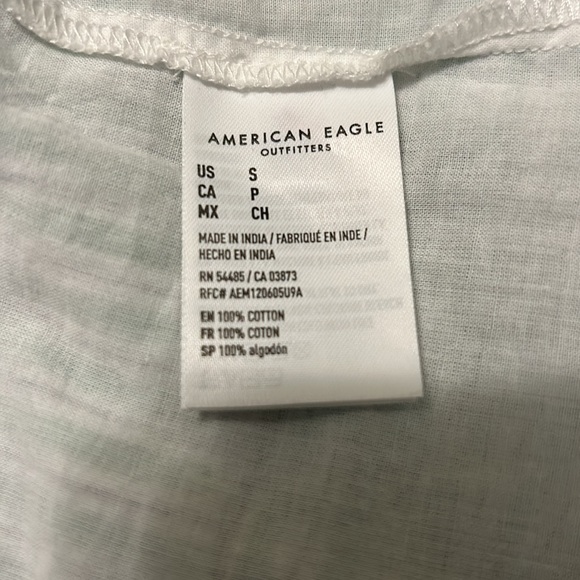 AMERICAN EAGLE
OUTFITTERS
US S
CA P
MX CH
MADE IN INDIA / FABRIQUÉ EN INDE /
HECHO EN INDIA
RN 54485 / CA 03873
RFC# AEM120605U9A
EN 100% COTTON
FR 100% COTON
SP 100% algodón